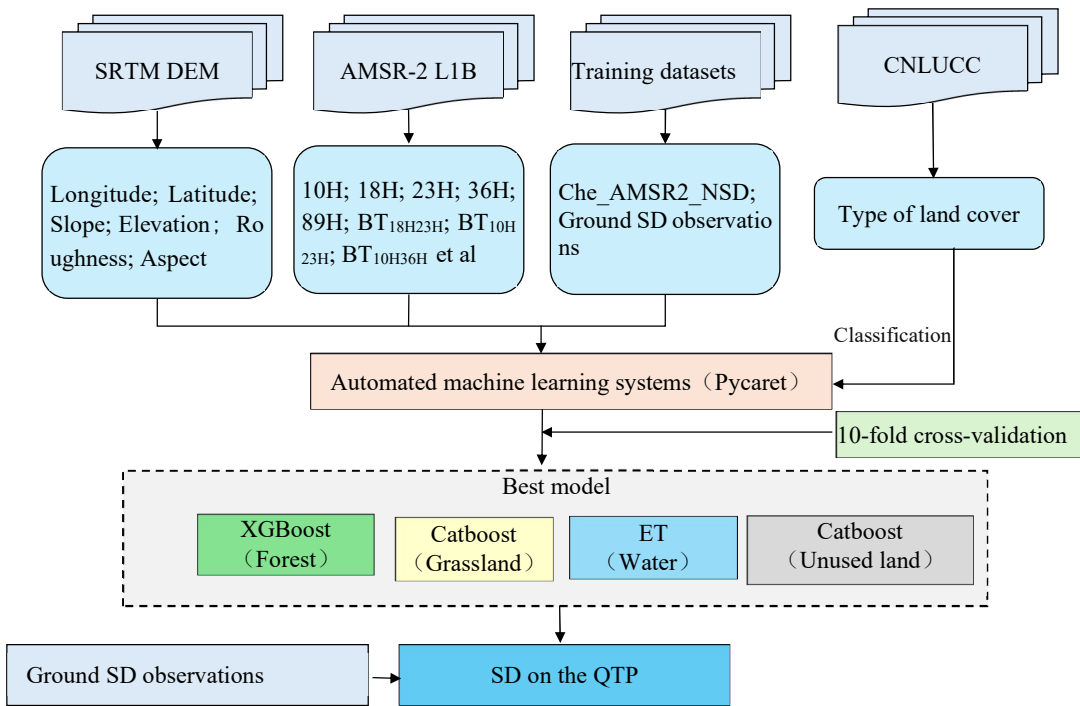 SRTM DEM
AMSR-2 L1B
Training datasets
CNLUCC
Longitude; Latitude;
Slope; Elevation; Ro
ughness; Aspect
10H; 18H; 23H; 36H;
89H; BT18H23H; BT10H
23H; BT10H36H et al
Che_AMSR2_NSD;
Ground SD observatio
ns
Type of land cover
Classification
Automated machine learning systems（Pycaret）
10-fold cross-validation
Best model
XGBoost
（Forest）
Catboost
（Grassland）
ET
（Water）
Catboost
（Unused land）
Ground SD observations
SD on the QTP